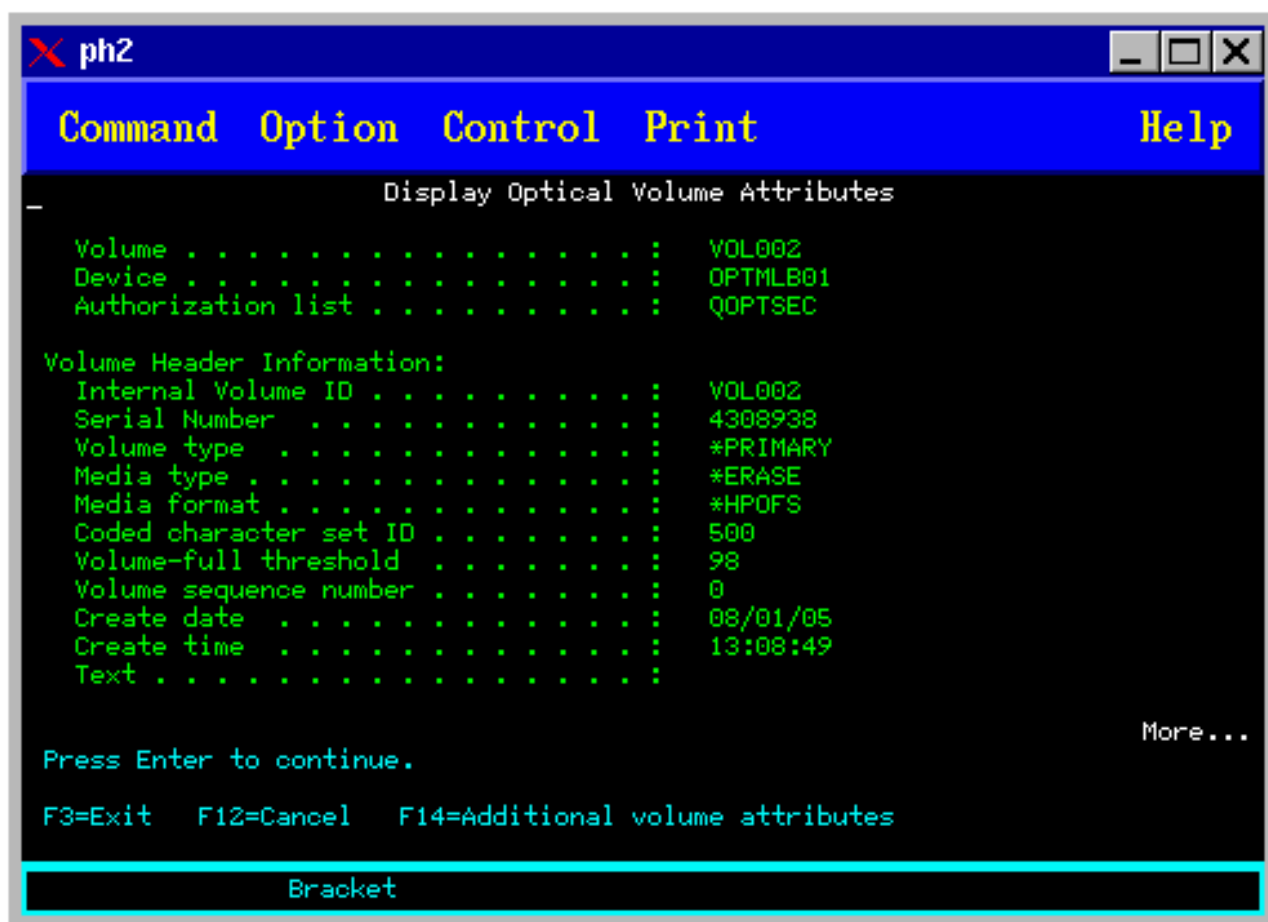 ph2
Command Option Control Print Help
Display Optical Volume Attributes
Volume . . . . . . . . . . . . . . . : VOL002
Device . . . . . . . . . . . . . . . : OPTMLB01
Authorization list . . . . . . . . . : QOPTSEC
Volume Header Information:
Internal Volume ID . . . . . . . . . : VOL002
Serial Number . . . . . . . . . . . : 4308938
Volume type . . . . . . . . . . . . : *PRIMARY
Media type . . . . . . . . . . . . . : *ERASE
Media format . . . . . . . . . . . . : *HPOFS
Coded character set ID . . . . . . . : 500
Volume-full threshold . . . . . . . : 98
Volume sequence number . . . . . . . : 0
Create date . . . . . . . . . . . . : 08/01/05
Create time . . . . . . . . . . . . : 13:08:49
Text . . . . . . . . . . . . . . . . :
More...
Press Enter to continue.
F3=Exit F12=Cancel F14=Additional volume attributes
Bracket